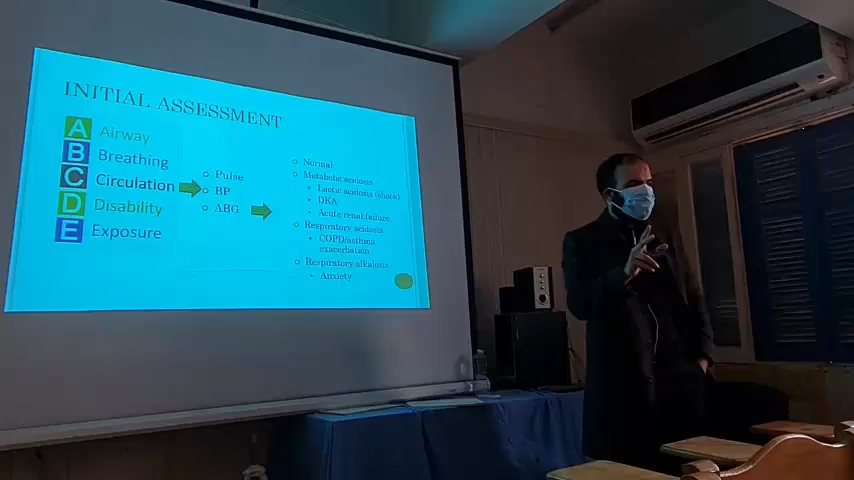 INITIAL ASSESSMENT
A Airway
B Breathing
C Circulation
D Disability
E Exposure
Pulse
BP
ABG
Normal
Metabolic acidosis
Lactic acidosis (shock)
DKA
Acute renal failure
Respiratory acidosis
COPD/asthma
exacerbation
Respiratory alkalosis
Anxiety